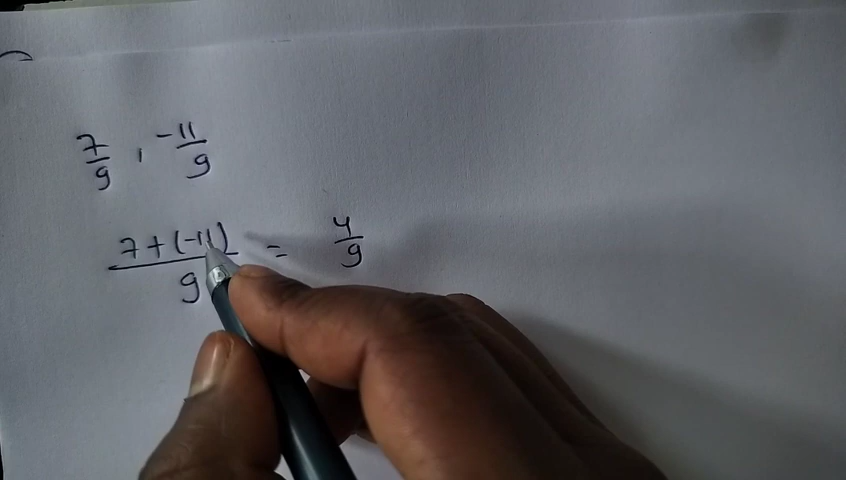 7/9 , -11/9
7+(-11)/9 = 4/9